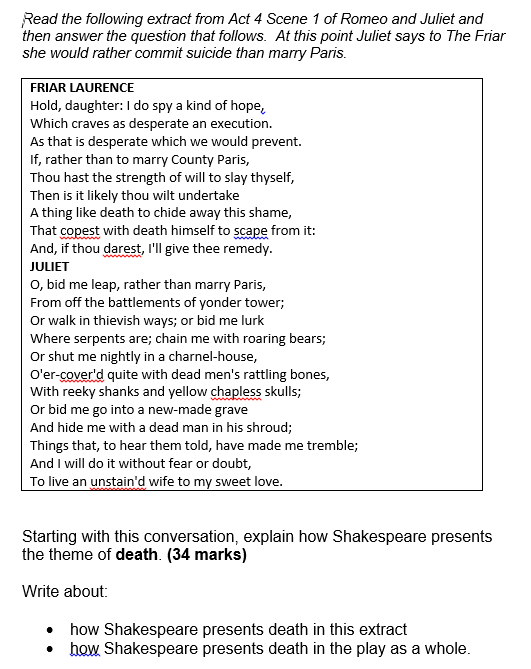 Read the following extract from Act 4 Scene 1 of Romeo and Juliet and
then answer the question that follows.  At this point Juliet says to The Friar
she would rather commit suicide than marry Paris.
FRIAR LAURENCE
Hold, daughter: I do spy a kind of hope,
Which craves as desperate an execution.
As that is desperate which we would prevent.
If, rather than to marry County Paris,
Thou hast the strength of will to slay thyself,
Then is it likely thou wilt undertake
A thing like death to chide away this shame,
That copest with death himself to scape from it:
And, if thou darest, I'll give thee remedy.
JULIET
O, bid me leap, rather than marry Paris,
From off the battlements of yonder tower;
Or walk in thievish ways; or bid me lurk
Where serpents are; chain me with roaring bears;
Or shut me nightly in a charnel-house,
O'er-cover'd quite with dead men's rattling bones,
With reeky shanks and yellow chapless skulls;
Or bid me go into a new-made grave
And hide me with a dead man in his shroud;
Things that, to hear them told, have made me tremble;
And I will do it without fear or doubt,
To live an unstain'd wife to my sweet love.
Starting with this conversation, explain how Shakespeare presents
the theme of death. (34 marks)
Write about:
• how Shakespeare presents death in this extract
• how Shakespeare presents death in the play as a whole.